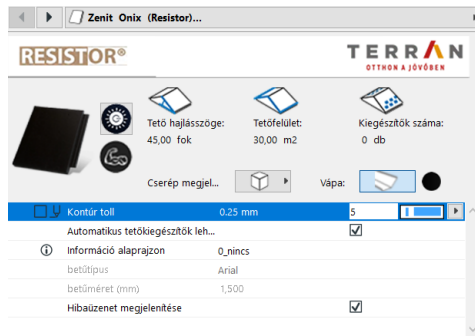 Zenit Onix (Resistor)...
RESISTOR®
TERRÁN
OTTHON A JÖVŐBEN
Tető hajlásszöge:
45,00 fok
Tetőfelület:
30,00 m2
Kiegészítők száma:
0 db
Cserép megjel...
Vápa:
Kontúr toll 0.25 mm 5
Automatikus tetőkiegészítők leh...
Információ alaprajzon 0_nincs
betűtípus Arial
betűméret (mm) 1,500
Hibaüzenet megjelenítése